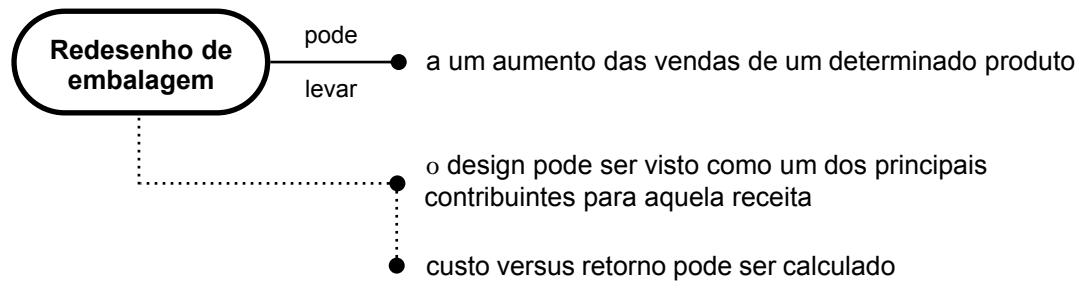 Redesenho de
embalagem
pode
levar
a um aumento das vendas de um determinado produto
o design pode ser visto como um dos principais
contribuintes para aquela receita
custo versus retorno pode ser calculado